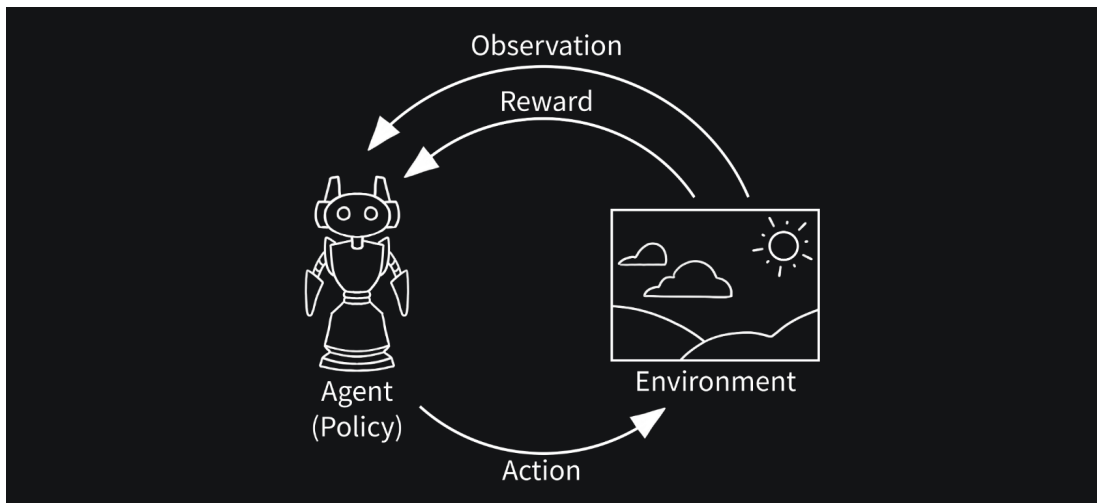 Observation
Reward
Agent
(Policy)
Environment
Action